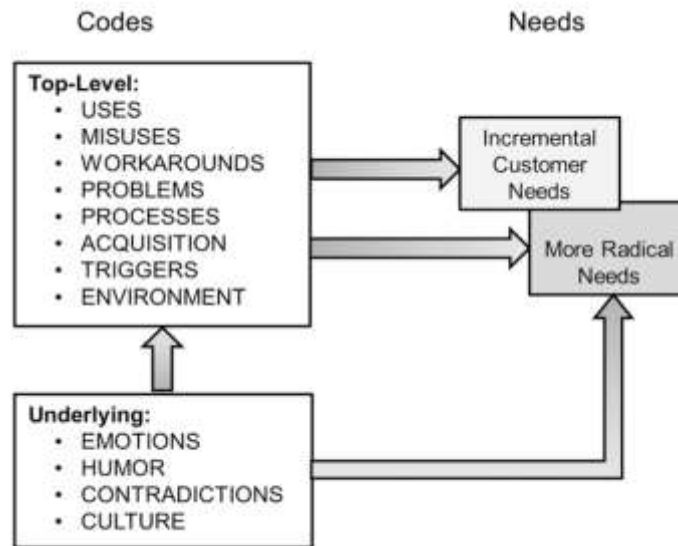 Codes
Needs
Top-Level:
• USES
• MISUSES
• WORKAROUNDS
• PROBLEMS
• PROCESSES
• ACQUISITION
• TRIGGERS
• ENVIRONMENT
Incremental
Customer
Needs
More Radical
Needs
Underlying:
• EMOTIONS
• HUMOR
• CONTRADICTIONS
• CULTURE